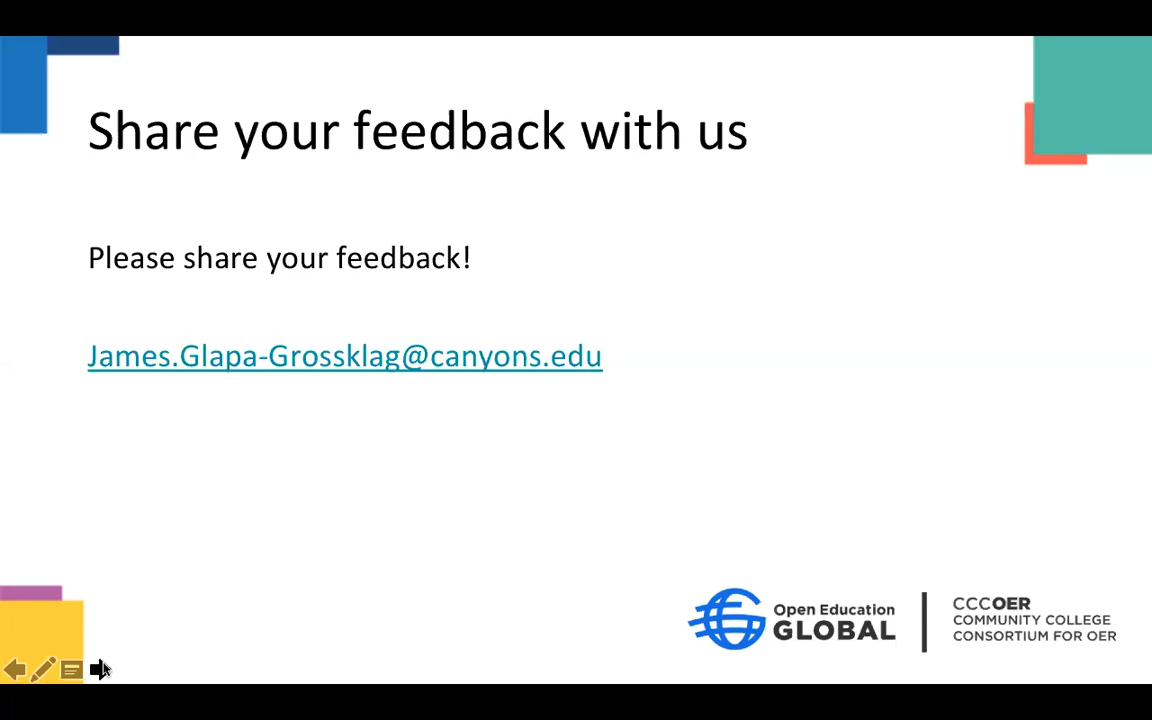 Share your feedback with us
Please share your feedback!
James.Glapa-Grossklag@canyons.edu
Open Education
GLOBAL
CCCOER
COMMUNITY COLLEGE
CONSORTIUM FOR OER